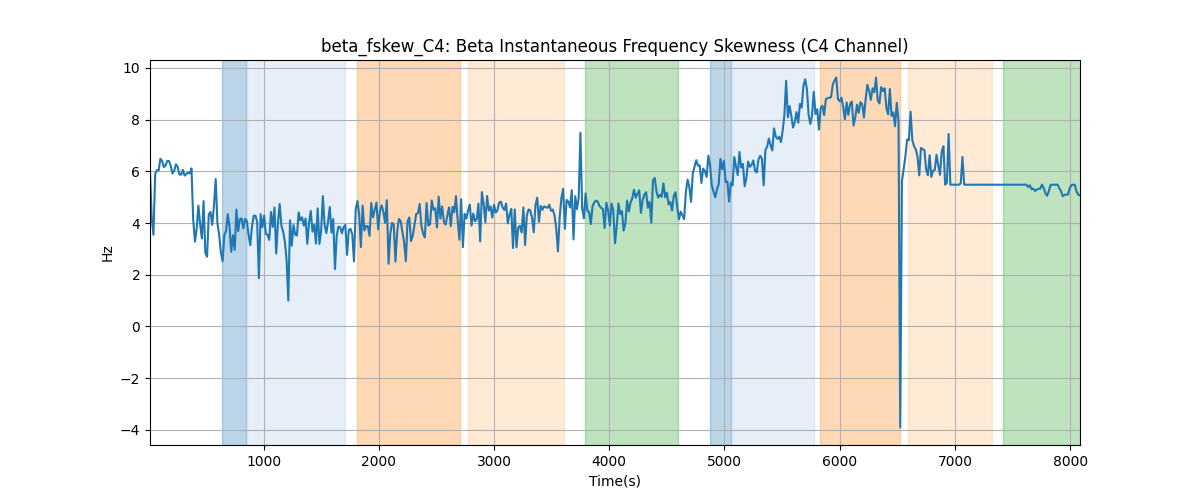 beta_fskew_C4: Beta Instantaneous Frequency Skewness (C4 Channel)
10
8
6
4
2
0
−2
−4
Hz
1000 2000 3000 4000 5000 6000 7000 8000
Time(s)